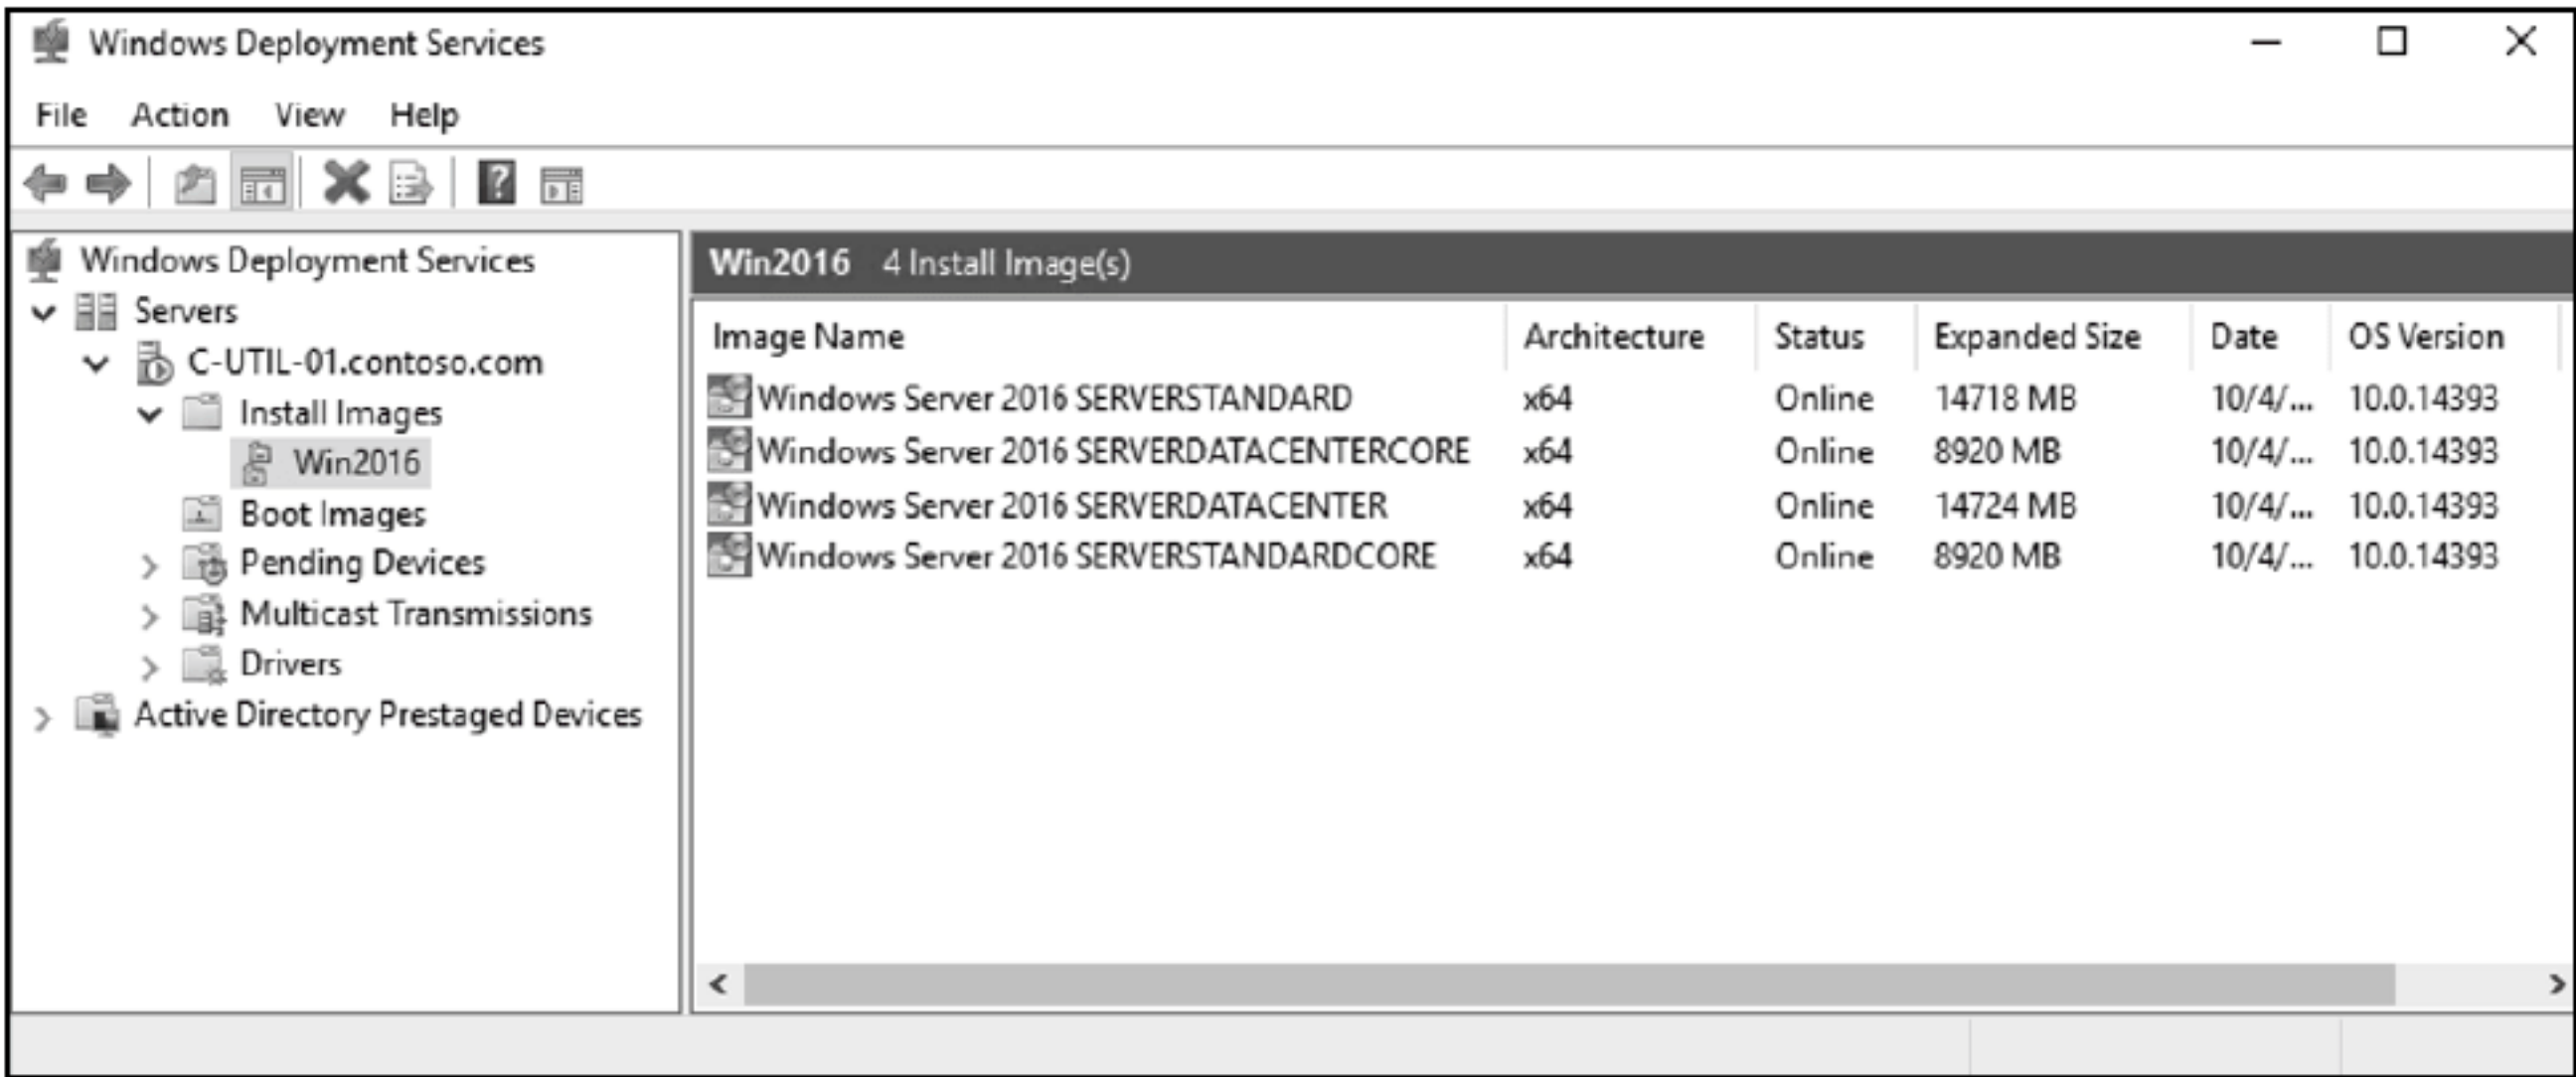 Windows Deployment Services
File Action View Help
Windows Deployment Services
Servers
C-UTIL-01.contoso.com
Install Images
Win2016
Boot Images
Pending Devices
Multicast Transmissions
Drivers
Active Directory Prestaged Devices
Win2016 4 Install Image(s)
Image Name Architecture Status Expanded Size Date OS Version
Windows Server 2016 SERVERSTANDARD x64 Online 14718 MB 10/4/... 10.0.14393
Windows Server 2016 SERVERDATACENTERCORE x64 Online 8920 MB 10/4/... 10.0.14393
Windows Server 2016 SERVERDATACENTER x64 Online 14724 MB 10/4/... 10.0.14393
Windows Server 2016 SERVERSTANDARDCORE x64 Online 8920 MB 10/4/... 10.0.14393